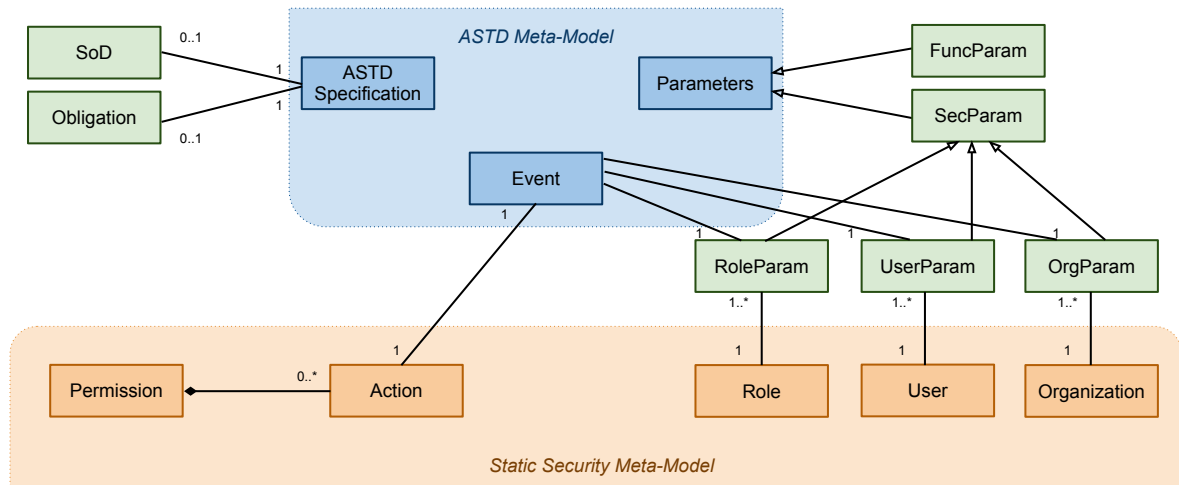 ASTD Meta-Model
SoD
0..1
1
ASTD
Specification
Parameters
FuncParam
Obligation
0..1
1
SecParam
Event
1
1
1
1
RoleParam
UserParam
OrgParam
1..*
1..*
1..*
1
1
1
1
Permission
0..*
Action
Role
User
Organization
Static Security Meta-Model